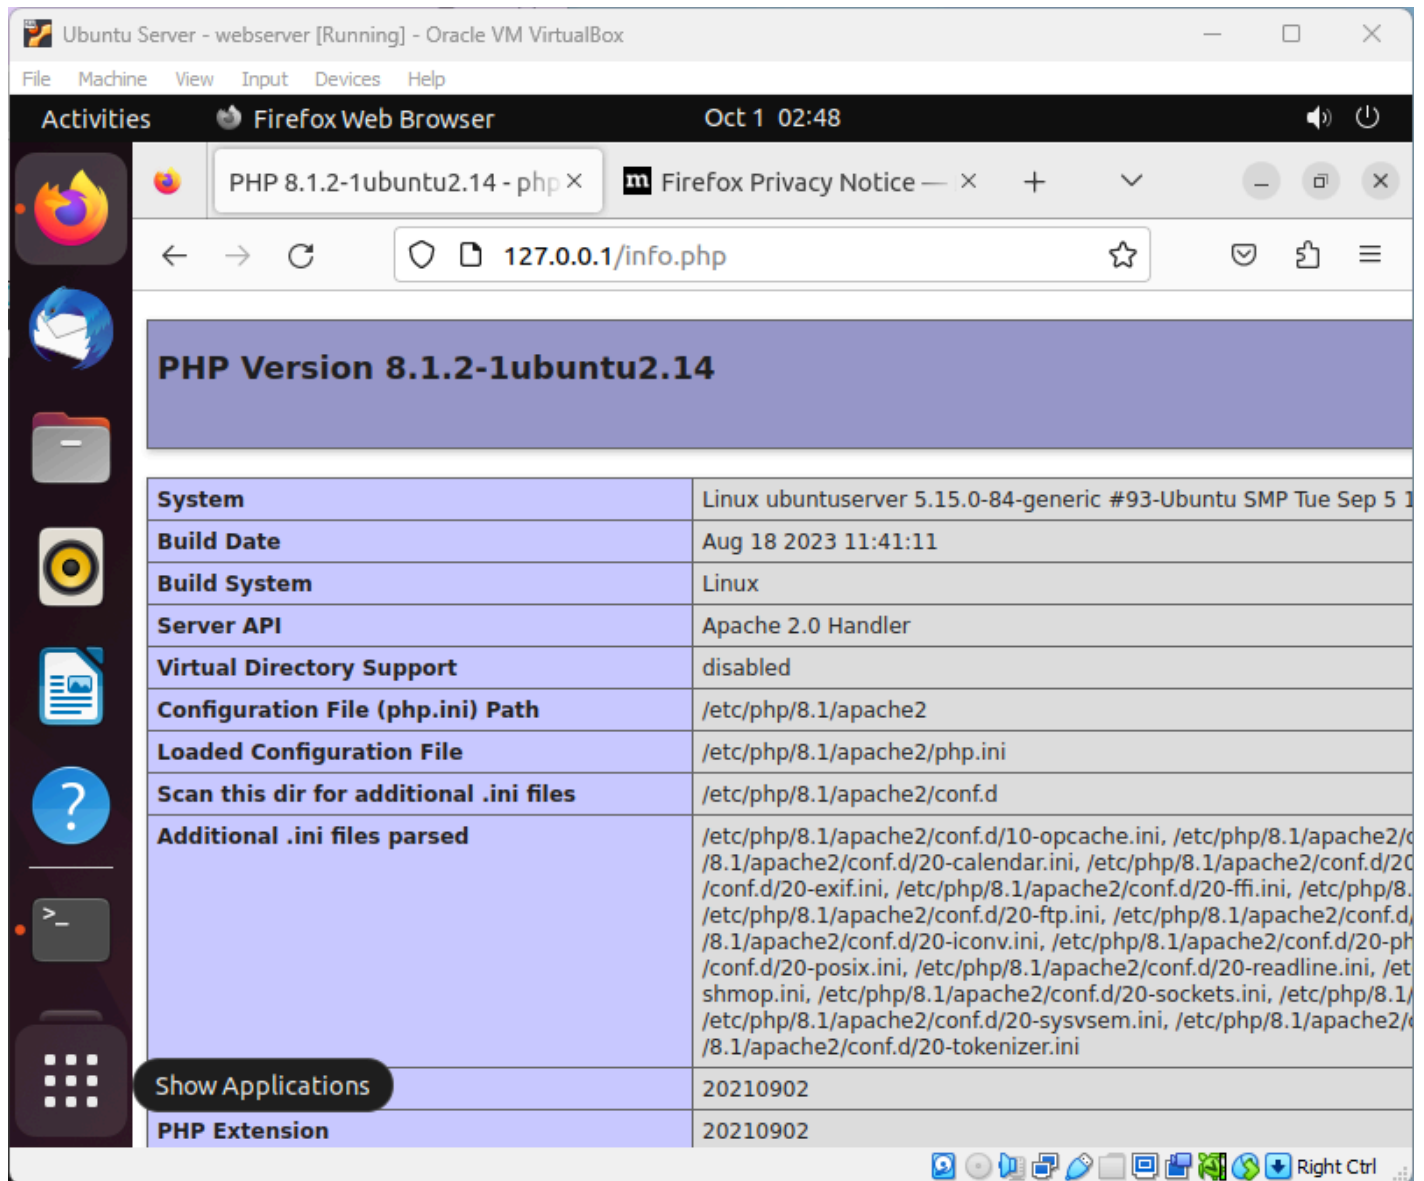 Ubuntu Server - webserver [Running] - Oracle VM VirtualBox
File Machine View Input Devices Help
Activities Firefox Web Browser Oct 1 02:48
PHP 8.1.2-1ubuntu2.14 - php Firefox Privacy Notice —
127.0.0.1/info.php
PHP Version 8.1.2-1ubuntu2.14
System Linux ubuntuserver 5.15.0-84-generic #93-Ubuntu SMP Tue Sep 5 1
Build Date Aug 18 2023 11:41:11
Build System Linux
Server API Apache 2.0 Handler
Virtual Directory Support disabled
Configuration File (php.ini) Path /etc/php/8.1/apache2
Loaded Configuration File /etc/php/8.1/apache2/php.ini
Scan this dir for additional .ini files /etc/php/8.1/apache2/conf.d
Additional .ini files parsed /etc/php/8.1/apache2/conf.d/10-opcache.ini, /etc/php/8.1/apache2/
/8.1/apache2/conf.d/20-calendar.ini, /etc/php/8.1/apache2/conf.d/20
/conf.d/20-exif.ini, /etc/php/8.1/apache2/conf.d/20-ffi.ini, /etc/php/8.
/etc/php/8.1/apache2/conf.d/20-ftp.ini, /etc/php/8.1/apache2/conf.d/
/8.1/apache2/conf.d/20-iconv.ini, /etc/php/8.1/apache2/conf.d/20-ph
/conf.d/20-posix.ini, /etc/php/8.1/apache2/conf.d/20-readline.ini, /et
shmop.ini, /etc/php/8.1/apache2/conf.d/20-sockets.ini, /etc/php/8.1/
/etc/php/8.1/apache2/conf.d/20-sysvsem.ini, /etc/php/8.1/apache2/
/8.1/apache2/conf.d/20-tokenizer.ini
Show Applications 20210902
PHP Extension 20210902
Right Ctrl